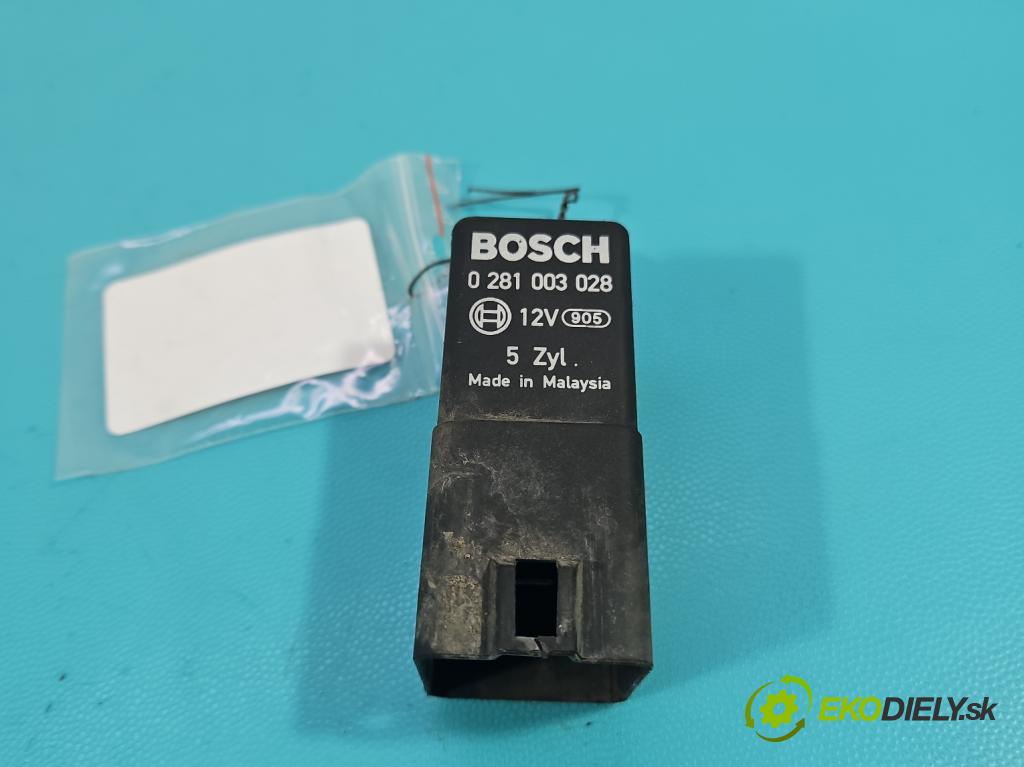 BOSCH
0 281 003 028
12V 905
5 Zyl.
Made in Malaysia
EKODIELY.sk